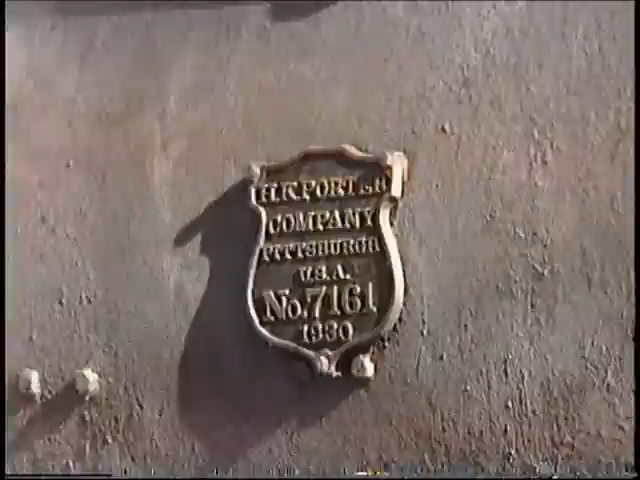 H.K.PORTER
COMPANY
PITTSBURGH
U.S.A.
No. 7161
1930